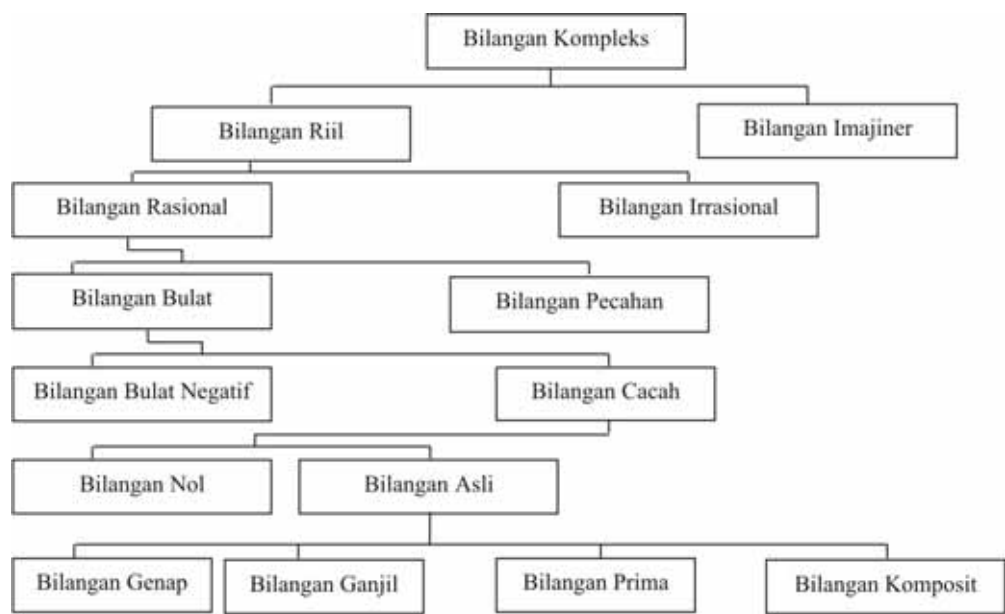 Bilangan Kompleks
Bilangan Riil
Bilangan Imajiner
Bilangan Rasional
Bilangan Irrasional
Bilangan Bulat
Bilangan Pecahan
Bilangan Bulat Negatif
Bilangan Cacah
Bilangan Nol
Bilangan Asli
Bilangan Genap
Bilangan Ganjil
Bilangan Prima
Bilangan Komposit